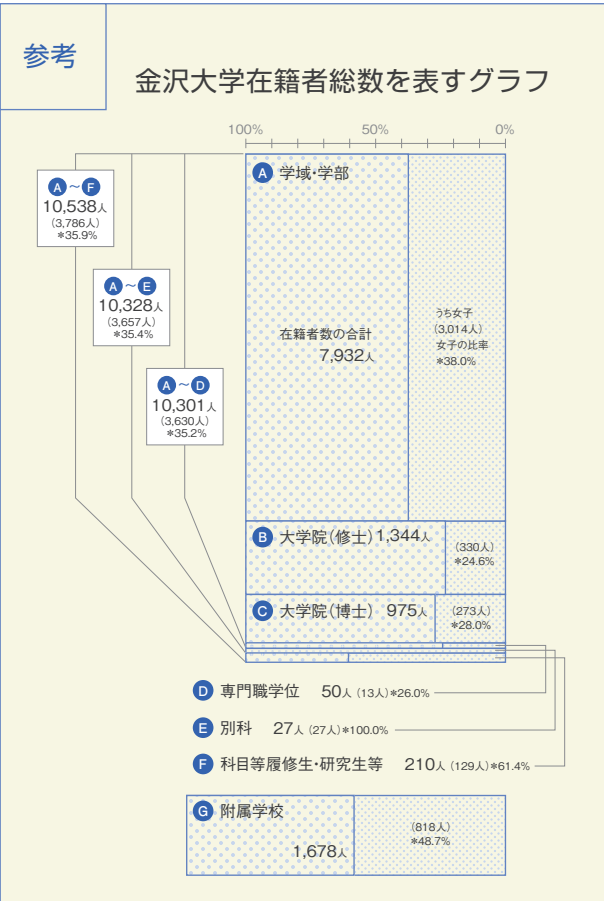 参考
金沢大学在籍者総数を表すグラフ
100% 50% 0%
A 学域・学部
A～F
10,538人
(3,786人)
*35.9%
A～E
10,328人
(3,657人)
*35.4%
A～D
10,301人
(3,630人)
*35.2%
在籍者数の合計
7,932人
うち女子
(3,014人)
女子の比率
*38.0%
B 大学院(修士) 1,344人
(330人)
*24.6%
C 大学院(博士) 975人
(273人)
*28.0%
D 専門職学位 50人 (13人)*26.0%
E 別科 27人 (27人)*100.0%
F 科目等履修生・研究生等 210人 (129人)*61.4%
G 附属学校
1,678人
(818人)
*48.7%